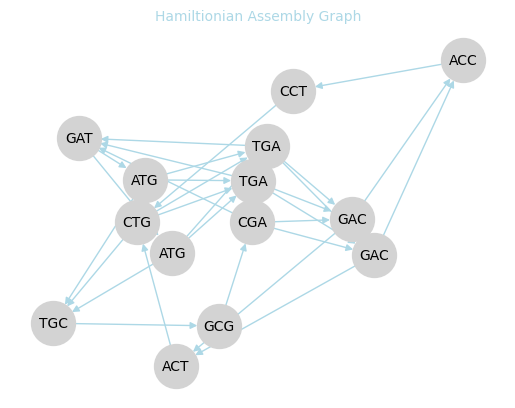 Hamiltionian Assembly Graph
ACC
CCT
GAT
TGA
ATG
TGA
CTG
CGA
GAC
ATG
GAC
TGC
GCG
ACT